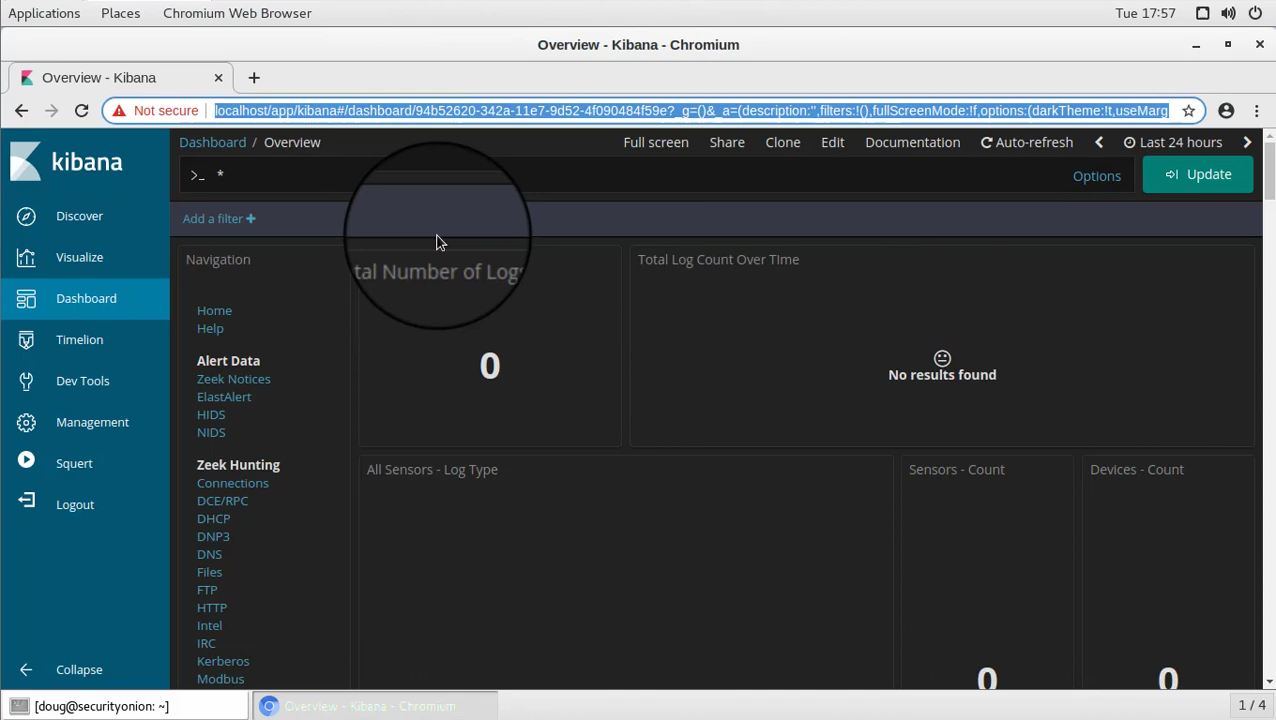 Applications Places Chromium Web Browser Tue 17:57
Overview - Kibana - Chromium
Overview - Kibana
Not secure localhost/app/kibana#/dashboard/94b52620-342a-11e7-9d52-4f090484f59e?_g=()&_a=(description:'',filters:!(),fullScreenMode:!f,options:(darkTheme:!t,useMarg
kibana
Dashboard / Overview Full screen Share Clone Edit Documentation Auto-refresh Last 24 hours
>_ * Options Update
Add a filter +
Discover
Visualize
Dashboard
Timelion
Dev Tools
Management
Squert
Logout
Collapse
Navigation
Home
Help
Alert Data
Zeek Notices
ElastAlert
HIDS
NIDS
Zeek Hunting
Connections
DCE/RPC
DHCP
DNP3
DNS
Files
FTP
HTTP
Intel
IRC
Kerberos
Modbus
tal Number of Logs
0
Total Log Count Over TIme
No results found
All Sensors - Log Type
Sensors - Count
0
Devices - Count
0
[doug@securityonion: ~] Overview - Kibana - Chromium 1 / 4